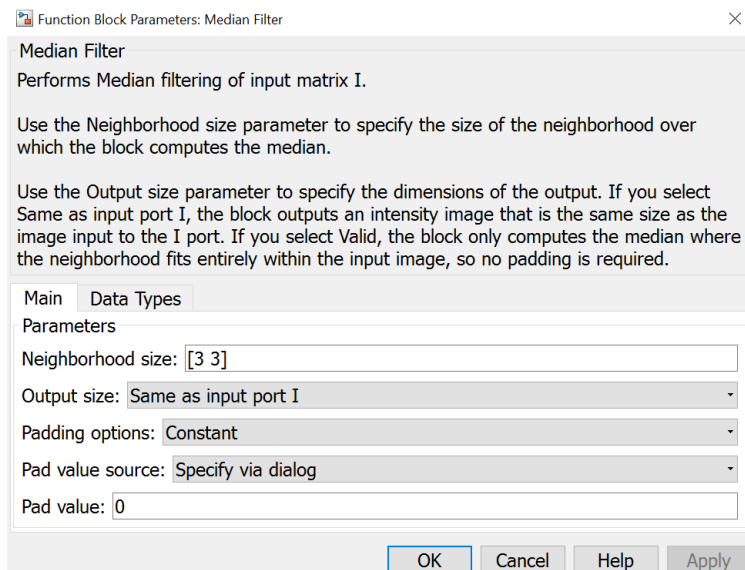 Function Block Parameters: Median Filter
Median Filter
Performs Median filtering of input matrix I.
Use the Neighborhood size parameter to specify the size of the neighborhood over
which the block computes the median.
Use the Output size parameter to specify the dimensions of the output. If you select
Same as input port I, the block outputs an intensity image that is the same size as the
image input to the I port. If you select Valid, the block only computes the median where
the neighborhood fits entirely within the input image, so no padding is required.
Main Data Types
Parameters
Neighborhood size: [3 3]
Output size: Same as input port I
Padding options: Constant
Pad value source: Specify via dialog
Pad value: 0
OK Cancel Help Apply